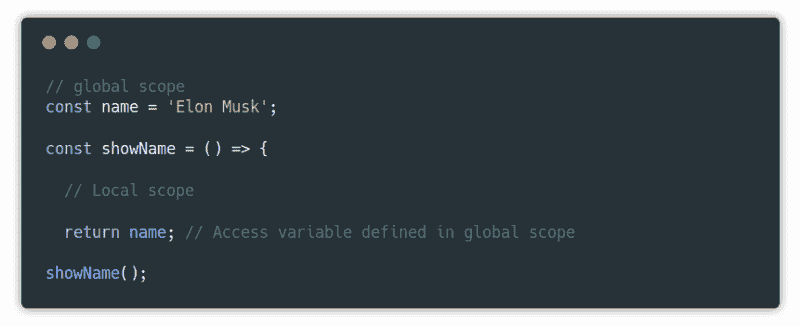 // global scope
const name = 'Elon Musk';
const showName = () => {
// Local scope
return name; // Access variable defined in global scope
showName();